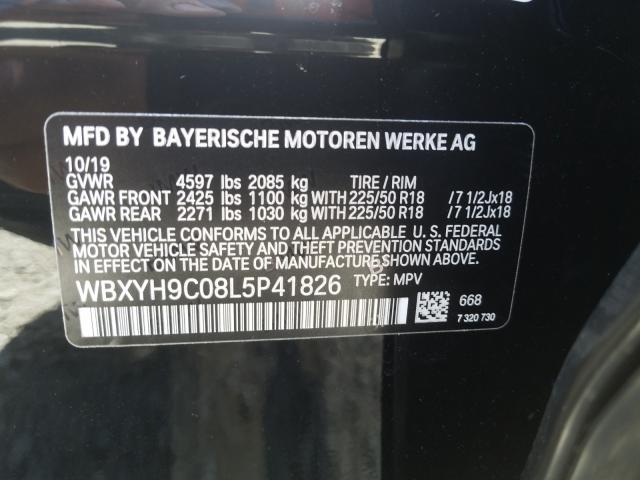 MFD BY BAYERISCHE MOTOREN WERKE AG
10/19
GVWR 4597 lbs 2085 kg TIRE / RIM
GAWR FRONT 2425 lbs 1100 kg WITH 225/50 R18 /7 1/2Jx18
GAWR REAR 2271 lbs 1030 kg WITH 225/50 R18 /7 1/2Jx18
THIS VEHICLE CONFORMS TO ALL APPLICABLE U. S. FEDERAL
MOTOR VEHICLE SAFETY AND THEFT PREVENTION STANDARDS
IN EFFECT ON THE DATE OF MANUFACTURE SHOWN ABOVE.
WBXYH9C08L5P41826 TYPE: MPV
668
7 320 730